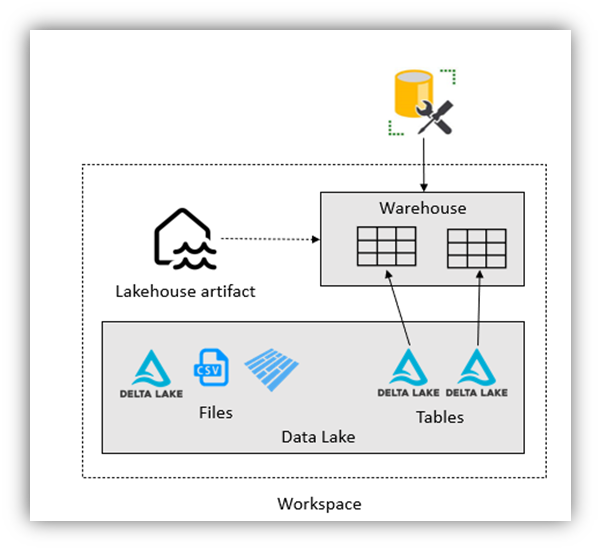 Warehouse
Lakehouse artifact
DELTA LAKE
CSV
DELTA LAKE
DELTA LAKE
Files
Tables
Data Lake
Workspace